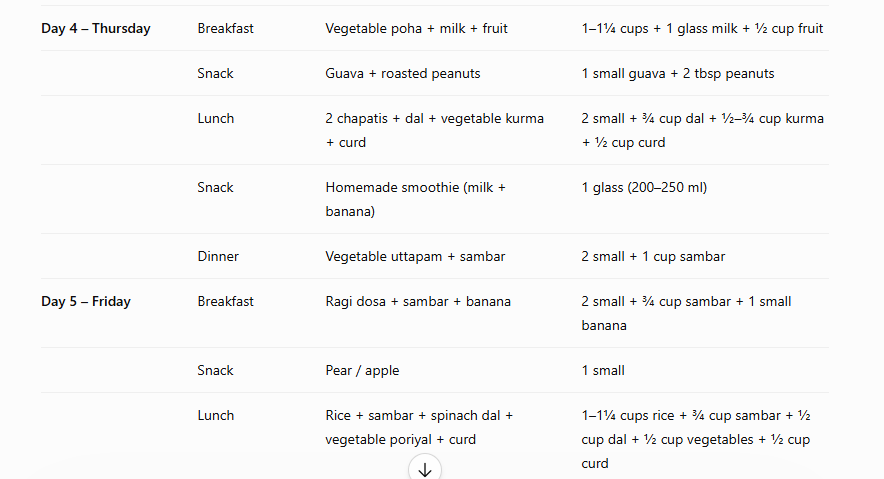 Day 4 – Thursday Breakfast Vegetable poha + milk + fruit 1–1¼ cups + 1 glass milk + ½ cup fruit
Snack Guava + roasted peanuts 1 small guava + 2 tbsp peanuts
Lunch 2 chapatis + dal + vegetable kurma 2 small + ¾ cup dal + ½–¾ cup kurma
+ curd + ½ cup curd
Snack Homemade smoothie (milk + 1 glass (200–250 ml)
banana)
Dinner Vegetable uttapam + sambar 2 small + 1 cup sambar
Day 5 – Friday Breakfast Ragi dosa + sambar + banana 2 small + ¾ cup sambar + 1 small
banana
Snack Pear / apple 1 small
Lunch Rice + sambar + spinach dal + 1–1¼ cups rice + ¾ cup sambar + ½
vegetable poriyal + curd cup dal + ½ cup vegetables + ½ cup
curd